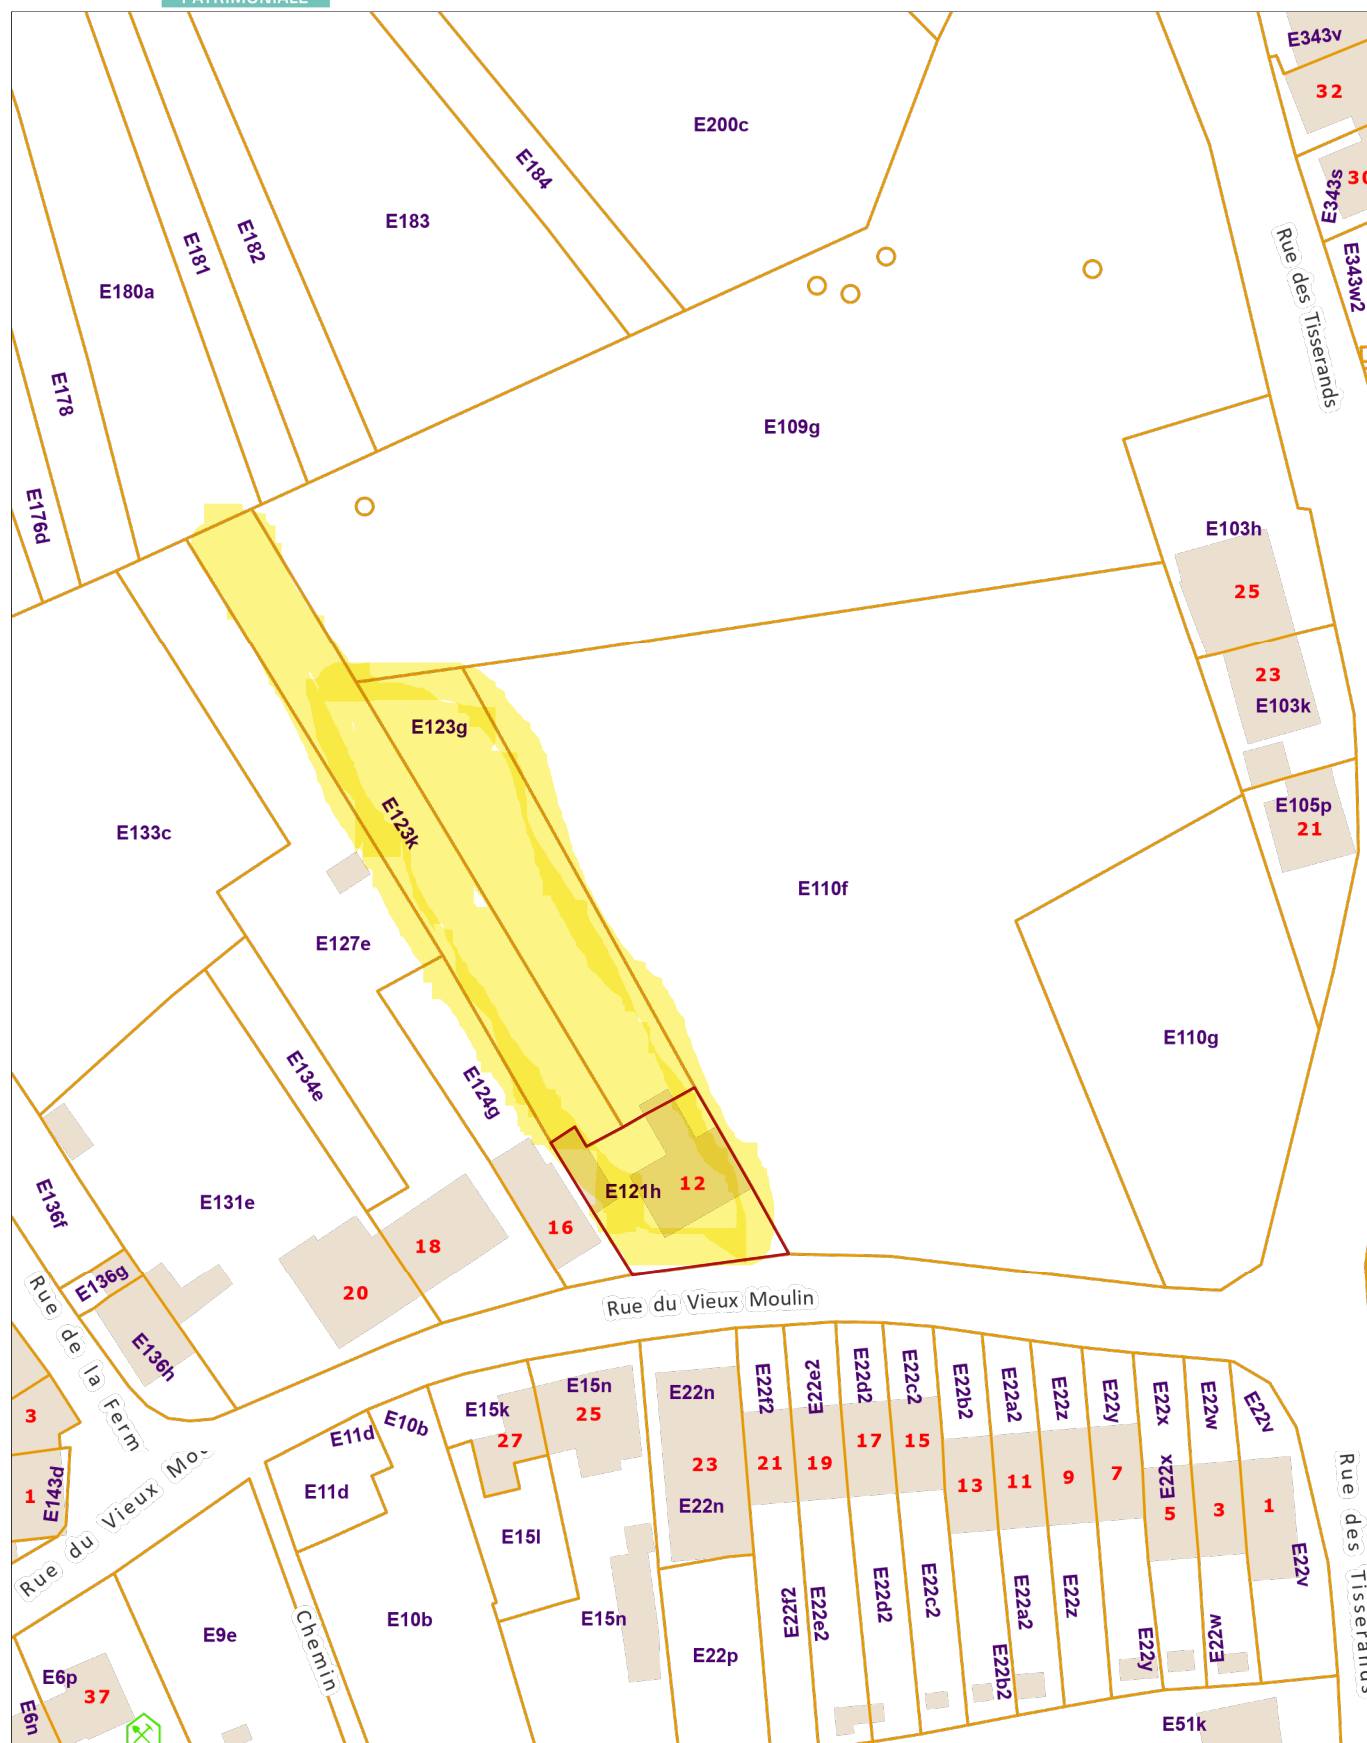 PATRIMONIALE
E343v
32
E200c
E184
E343s
30
E183
E182
E181
E180a
Rue des Tisserands
E343w2
E178
E109g
E176d
E103h
25
23
E103k
E123g
E105p
21
E123k
E133c
E110f
E127e
E110g
E134e
E124g
E136f
E131e
E121h
12
16
18
E136g
20
Rue du Vieux Moulin
Rue de la Ferm
E136h
3
E15n
25
E15k
27
E22n
E22f2
E22e2
E22d2
E22c2
E22b2
E22a2
E22z
E22y
E22x
E22w
E22v
E10b
E11d
E11d
23
21
19
17
15
13
11
9
7
E22x
5
3
1
E22n
1
E143d
Rue du Vieux Mo
E15l
Rue des Tisserands
E22v
E22f2
E22e2
E22d2
E22c2
E22a2
E22z
E10b
E15n
E9e
Chemin
E22p
E22b2
E22y
E22w
E6p
37
E6n
E51k